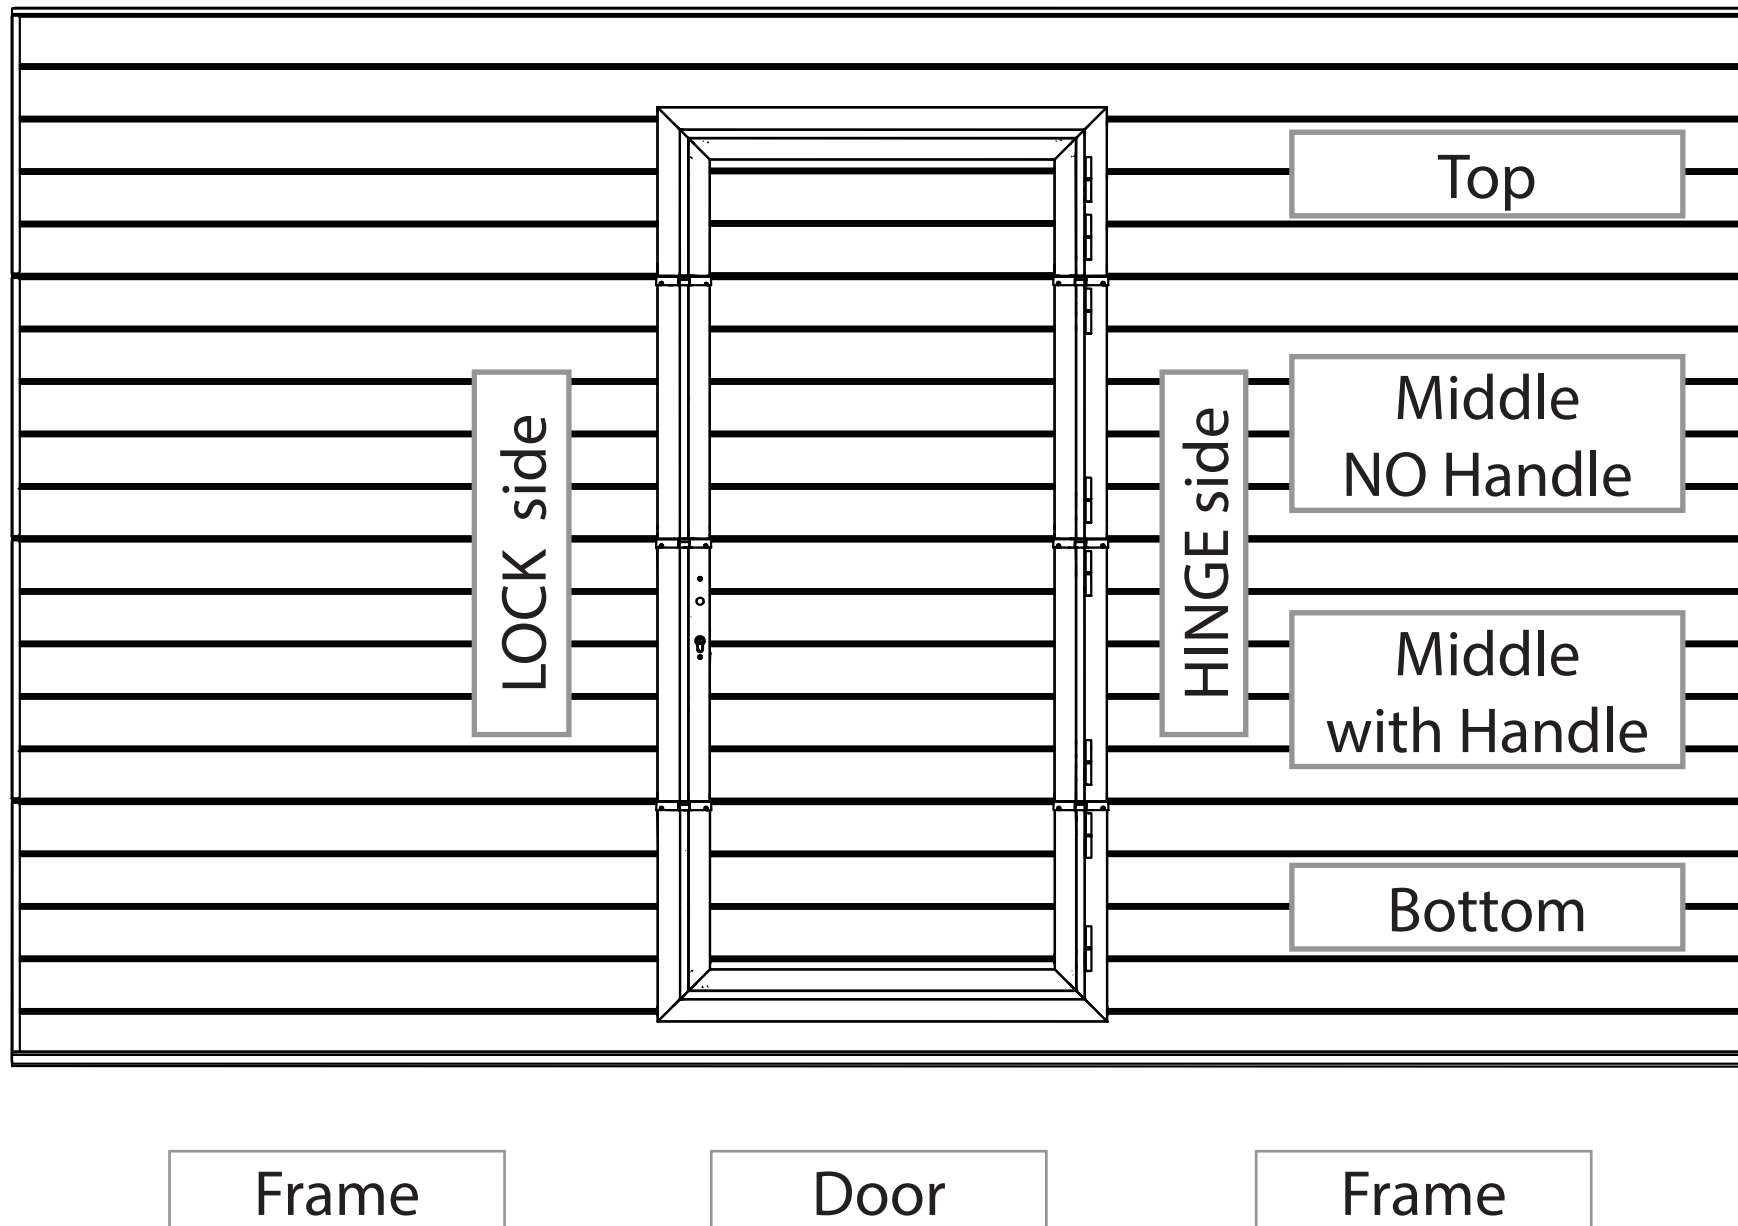 Top
Middle
NO Handle
LOCK side
HINGE side
Middle
with Handle
Bottom
Frame
Door
Frame